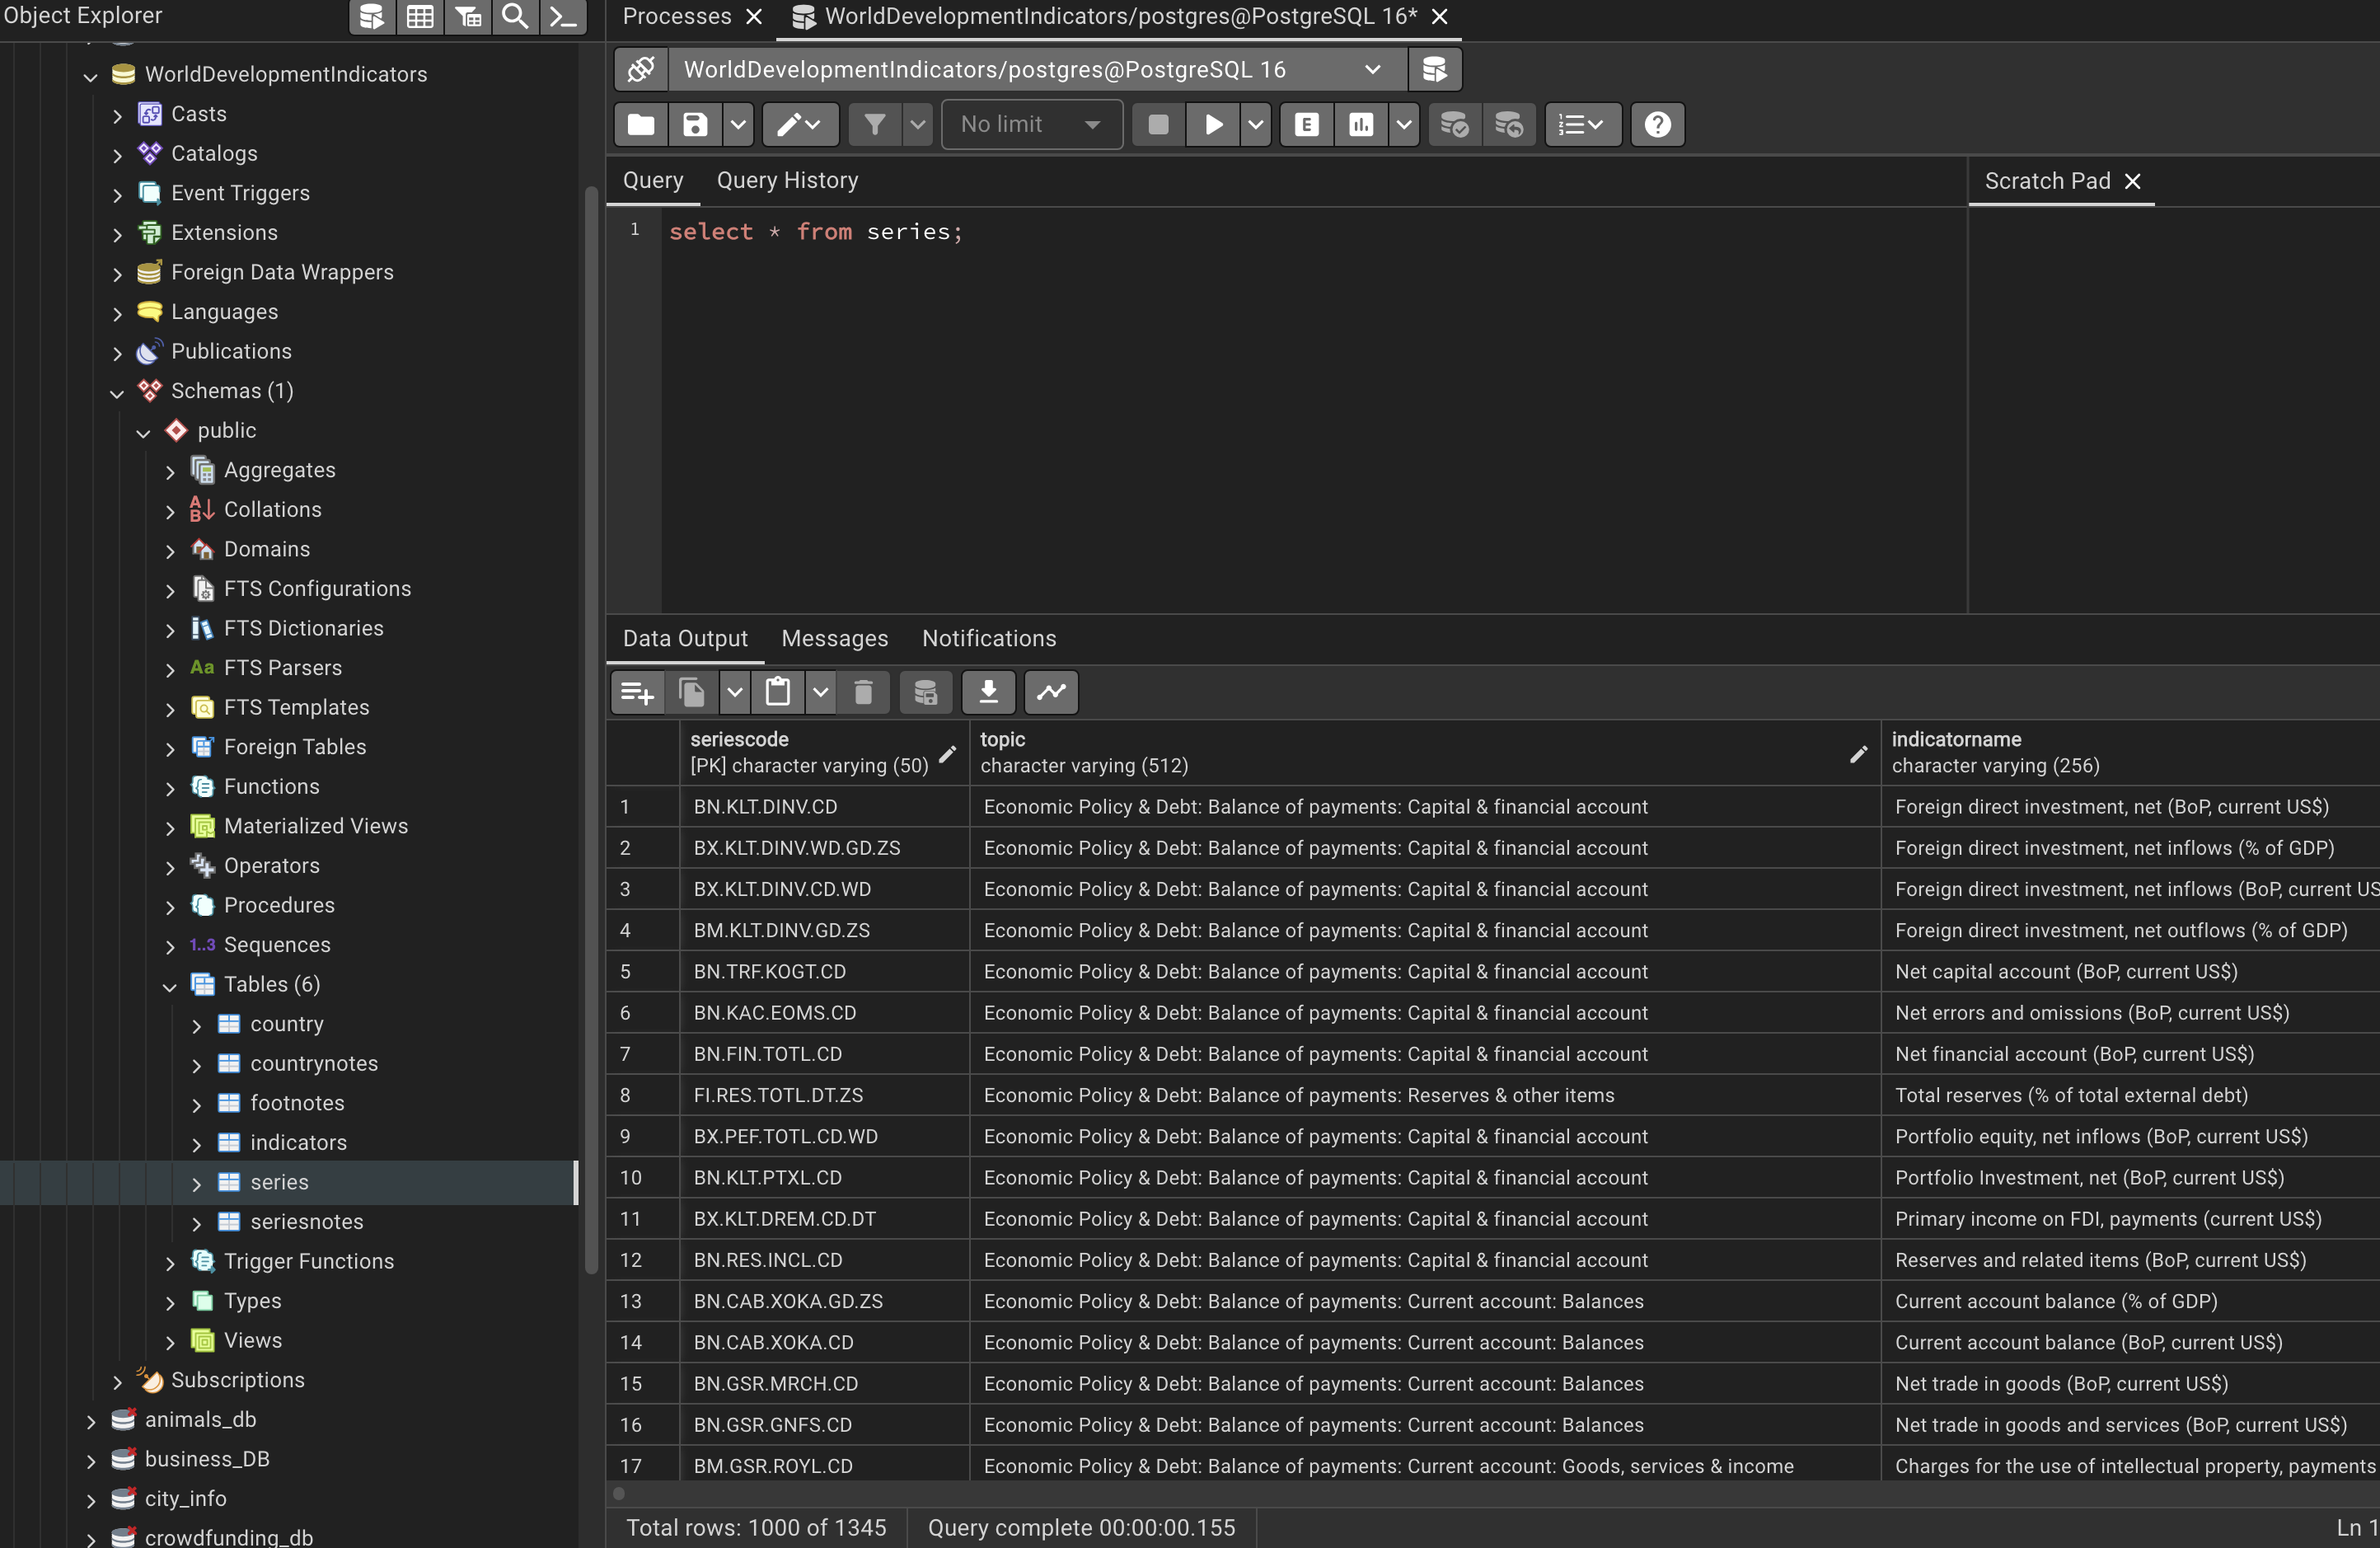 Object Explorer
WorldDevelopmentIndicators
Casts
Catalogs
Event Triggers
Extensions
Foreign Data Wrappers
Languages
Publications
Schemas (1)
public
Aggregates
Collations
Domains
FTS Configurations
FTS Dictionaries
Aa FTS Parsers
FTS Templates
Foreign Tables
Functions
Materialized Views
Operators
Procedures
1..3 Sequences
Tables (6)
country
countrynotes
footnotes
indicators
series
seriesnotes
Trigger Functions
Types
Views
Subscriptions
animals_db
business_DB
city_info
crowdfunding_db
Processes WorldDevelopmentIndicators/postgres@PostgreSQL 16*
WorldDevelopmentIndicators/postgres@PostgreSQL 16
No limit E
Query Query History Scratch Pad
1 select * from series;
Data Output Messages Notifications
seriescode topic indicatorname
[PK] character varying (50) character varying (512) character varying (256)
1 BN.KLT.DINV.CD Economic Policy & Debt: Balance of payments: Capital & financial account Foreign direct investment, net (BoP, current US$)
2 BX.KLT.DINV.WD.GD.ZS Economic Policy & Debt: Balance of payments: Capital & financial account Foreign direct investment, net inflows (% of GDP)
3 BX.KLT.DINV.CD.WD Economic Policy & Debt: Balance of payments: Capital & financial account Foreign direct investment, net inflows (BoP, current US
4 BM.KLT.DINV.GD.ZS Economic Policy & Debt: Balance of payments: Capital & financial account Foreign direct investment, net outflows (% of GDP)
5 BN.TRF.KOGT.CD Economic Policy & Debt: Balance of payments: Capital & financial account Net capital account (BoP, current US$)
6 BN.KAC.EOMS.CD Economic Policy & Debt: Balance of payments: Capital & financial account Net errors and omissions (BoP, current US$)
7 BN.FIN.TOTL.CD Economic Policy & Debt: Balance of payments: Capital & financial account Net financial account (BoP, current US$)
8 FI.RES.TOTL.DT.ZS Economic Policy & Debt: Balance of payments: Reserves & other items Total reserves (% of total external debt)
9 BX.PEF.TOTL.CD.WD Economic Policy & Debt: Balance of payments: Capital & financial account Portfolio equity, net inflows (BoP, current US$)
10 BN.KLT.PTXL.CD Economic Policy & Debt: Balance of payments: Capital & financial account Portfolio Investment, net (BoP, current US$)
11 BX.KLT.DREM.CD.DT Economic Policy & Debt: Balance of payments: Capital & financial account Primary income on FDI, payments (current US$)
12 BN.RES.INCL.CD Economic Policy & Debt: Balance of payments: Capital & financial account Reserves and related items (BoP, current US$)
13 BN.CAB.XOKA.GD.ZS Economic Policy & Debt: Balance of payments: Current account: Balances Current account balance (% of GDP)
14 BN.CAB.XOKA.CD Economic Policy & Debt: Balance of payments: Current account: Balances Current account balance (BoP, current US$)
15 BN.GSR.MRCH.CD Economic Policy & Debt: Balance of payments: Current account: Balances Net trade in goods (BoP, current US$)
16 BN.GSR.GNFS.CD Economic Policy & Debt: Balance of payments: Current account: Balances Net trade in goods and services (BoP, current US$)
17 BM.GSR.ROYL.CD Economic Policy & Debt: Balance of payments: Current account: Goods, services & income Charges for the use of intellectual property, payments
Total rows: 1000 of 1345 Query complete 00:00:00.155 Ln 1